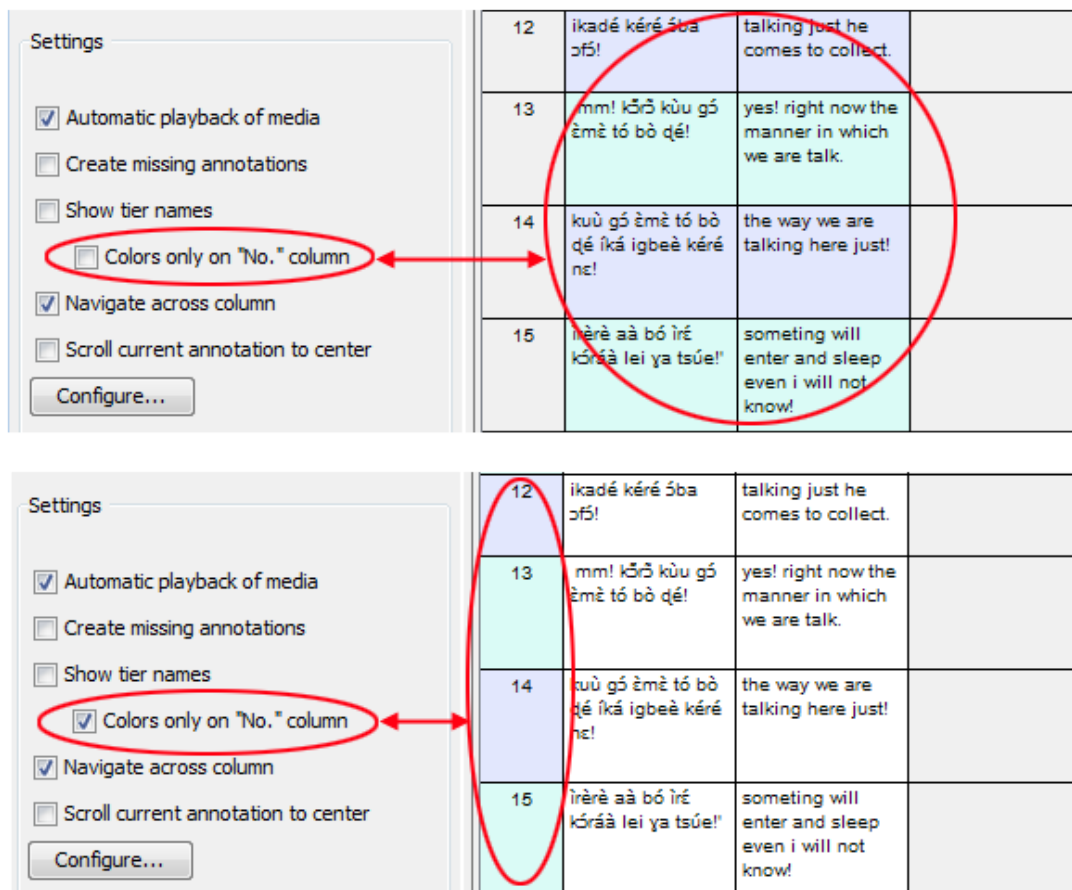 Settings
Automatic playback of media
Create missing annotations
Show tier names
Colors only on "No." column
Navigate across column
Scroll current annotation to center
Configure...
12
ikadé kéré ɔ́ba
ɔfɔ́!
talking just he
comes to collect.
13
mm! kɔ̃rɔ̃ kùu gɔ́
ɛ̀mɛ̀ tó bò ɖé!
yes! right now the
manner in which
we are talk.
14
kuù gɔ́ ɛ̀mɛ̀ tó bò
ɖé íká igbeè kéré
nɛ!
the way we are
talking here just!
15
ìrèrè aà bó ìrɛ́
kɔ́ráà lei ɣa tsúe!'
someting will
enter and sleep
even i will not
know!
Settings
Automatic playback of media
Create missing annotations
Show tier names
Colors only on "No." column
Navigate across column
Scroll current annotation to center
Configure...
12
ikadé kéré ɔ́ba
ɔfɔ́!
talking just he
comes to collect.
13
mm! kɔ̃rɔ̃ kùu gɔ́
ɛ̀mɛ̀ tó bò ɖé!
yes! right now the
manner in which
we are talk.
14
kuù gɔ́ ɛ̀mɛ̀ tó bò
ɖé íká igbeè kéré
nɛ!
the way we are
talking here just!
15
ìrèrè aà bó ìrɛ́
kɔ́ráà lei ɣa tsúe!'
someting will
enter and sleep
even i will not
know!